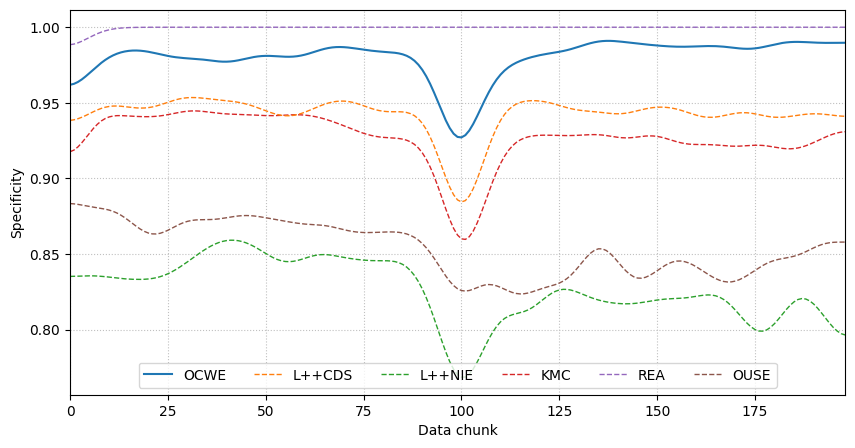 1.00
0.95
0.90
0.85
0.80
Specificity
OCWE L++CDS L++NIE KMC REA OUSE
0 25 50 75 100 125 150 175
Data chunk